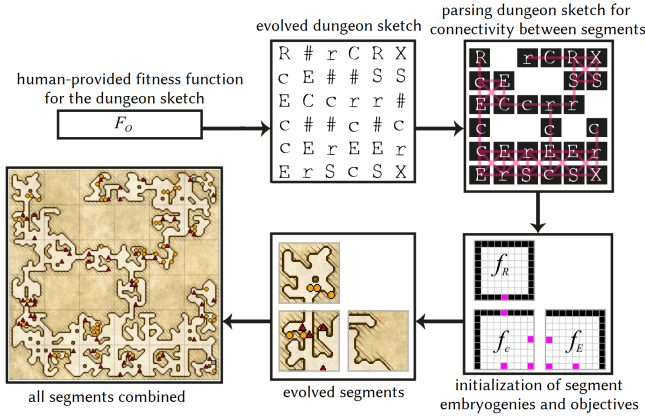 evolved dungeon sketch
parsing dungeon sketch for
connectivity between segments
human-provided fitness function
for the dungeon sketch
F_O
R # r C R X
c E # # S S
E C c r r #
c # # c # c
c E r E E r
E r S c S X
R r C R X
c E S S
E C c r r
c c c
c E r E E r
E r S c S X
f_R
f_c f_E
all segments combined
evolved segments
initialization of segment
embryogenies and objectives